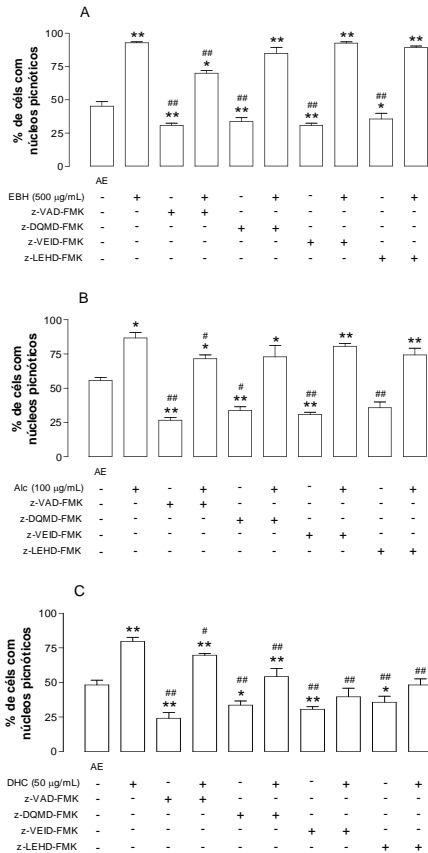 A
% de céls com
núcleos picnóticos
100
75
50
25
0
** ## ** ## * ## ** ** ## ** ** ## * **
AE
EBH (500 µg/mL) - + - + - + - + - +
z-VAD-FMK - - + + - - - - - -
z-DQMD-FMK - - - - + + - - - -
z-VEID-FMK - - - - - - + + - -
z-LEHD-FMK - - - - - - - - + +
B
% de céls com
núcleos picnóticos
100
75
50
25
0
* ## ** # * # ** * ## ** ** ## **
AE
Alc (100 µg/mL) - + - + - + - + - +
z-VAD-FMK - - + + - - - - - -
z-DQMD-FMK - - - - + + - - - -
z-VEID-FMK - - - - - - + + - -
z-LEHD-FMK - - - - - - - - + +
C
% de céls com
núcleos picnóticos
100
75
50
25
0
** ## ** # ** ## * ## ** ## ** ## ## * ##
AE
DHC (50 µg/mL) - + - + - + - + - +
z-VAD-FMK - - + + - - - - - -
z-DQMD-FMK - - - - + + - - - -
z-VEID-FMK - - - - - - + + - -
z-LEHD-FMK - - - - - - - - + +